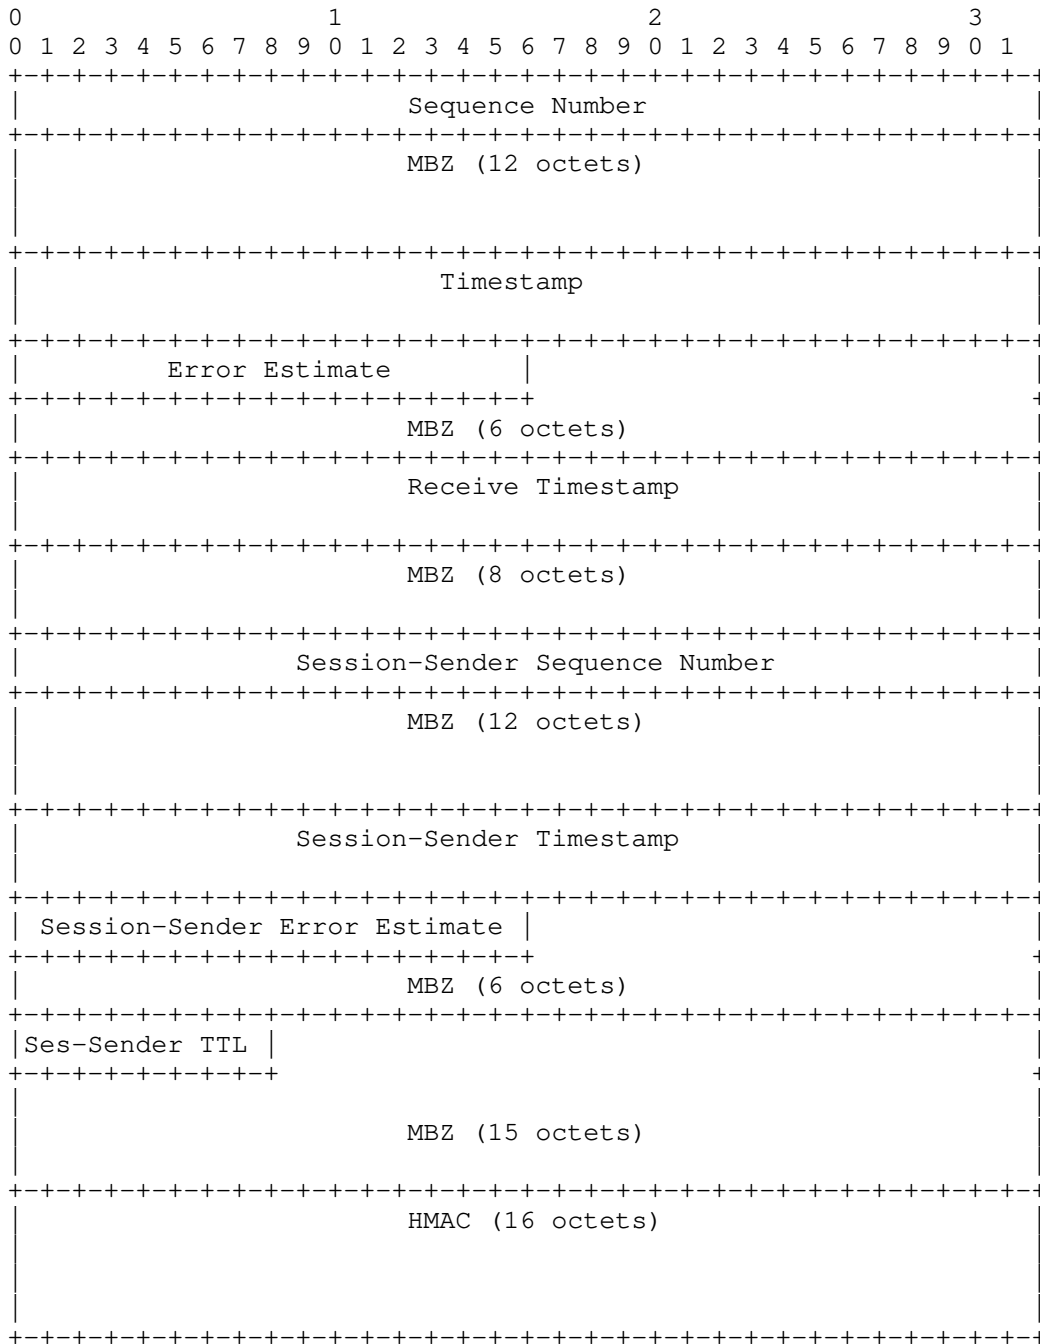 0                   1                   2                   3
0 1 2 3 4 5 6 7 8 9 0 1 2 3 4 5 6 7 8 9 0 1 2 3 4 5 6 7 8 9 0 1
+-+-+-+-+-+-+-+-+-+-+-+-+-+-+-+-+-+-+-+-+-+-+-+-+-+-+-+-+-+-+-+-+
|                        Sequence Number                        |
+-+-+-+-+-+-+-+-+-+-+-+-+-+-+-+-+-+-+-+-+-+-+-+-+-+-+-+-+-+-+-+-+
|                        MBZ (12 octets)                        |
|                                                               |
|                                                               |
+-+-+-+-+-+-+-+-+-+-+-+-+-+-+-+-+-+-+-+-+-+-+-+-+-+-+-+-+-+-+-+-+
|                          Timestamp                            |
|                                                               |
+-+-+-+-+-+-+-+-+-+-+-+-+-+-+-+-+-+-+-+-+-+-+-+-+-+-+-+-+-+-+-+-+
|         Error Estimate        |                               |
+-+-+-+-+-+-+-+-+-+-+-+-+-+-+-+-+                               +
|                        MBZ (6 octets)                         |
+-+-+-+-+-+-+-+-+-+-+-+-+-+-+-+-+-+-+-+-+-+-+-+-+-+-+-+-+-+-+-+-+
|                        Receive Timestamp                      |
|                                                               |
+-+-+-+-+-+-+-+-+-+-+-+-+-+-+-+-+-+-+-+-+-+-+-+-+-+-+-+-+-+-+-+-+
|                        MBZ (8 octets)                         |
|                                                               |
+-+-+-+-+-+-+-+-+-+-+-+-+-+-+-+-+-+-+-+-+-+-+-+-+-+-+-+-+-+-+-+-+
|                 Session-Sender Sequence Number                |
+-+-+-+-+-+-+-+-+-+-+-+-+-+-+-+-+-+-+-+-+-+-+-+-+-+-+-+-+-+-+-+-+
|                        MBZ (12 octets)                        |
|                                                               |
|                                                               |
+-+-+-+-+-+-+-+-+-+-+-+-+-+-+-+-+-+-+-+-+-+-+-+-+-+-+-+-+-+-+-+-+
|                 Session-Sender Timestamp                      |
|                                                               |
+-+-+-+-+-+-+-+-+-+-+-+-+-+-+-+-+-+-+-+-+-+-+-+-+-+-+-+-+-+-+-+-+
| Session-Sender Error Estimate |                               |
+-+-+-+-+-+-+-+-+-+-+-+-+-+-+-+-+                               +
|                        MBZ (6 octets)                         |
+-+-+-+-+-+-+-+-+-+-+-+-+-+-+-+-+-+-+-+-+-+-+-+-+-+-+-+-+-+-+-+-+
|Ses-Sender TTL |                                               |
+-+-+-+-+-+-+-+-+                                               +
|                                                               |
|                        MBZ (15 octets)                        |
|                                                               |
+-+-+-+-+-+-+-+-+-+-+-+-+-+-+-+-+-+-+-+-+-+-+-+-+-+-+-+-+-+-+-+-+
|                        HMAC (16 octets)                       |
|                                                               |
|                                                               |
|                                                               |
+-+-+-+-+-+-+-+-+-+-+-+-+-+-+-+-+-+-+-+-+-+-+-+-+-+-+-+-+-+-+-+-+